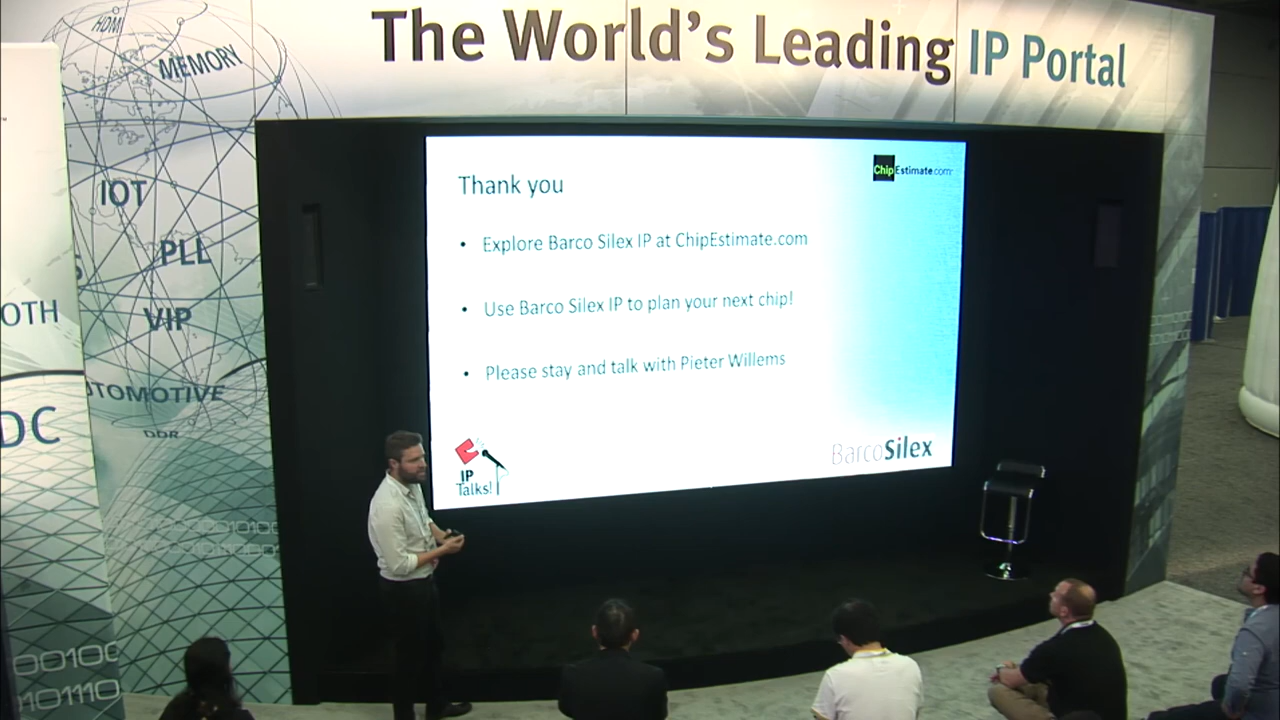 The World's Leading IP Portal
HDMI
MEMORY
IOT
PLL
VIP
DDR
OTH
DC
00100
10111
Thank you
ChipEstimate.com
• Explore Barco Silex IP at ChipEstimate.com
• Use Barco Silex IP to plan your next chip!
• Please stay and talk with Pieter Willems
IP
Talks!
BarcoSilex